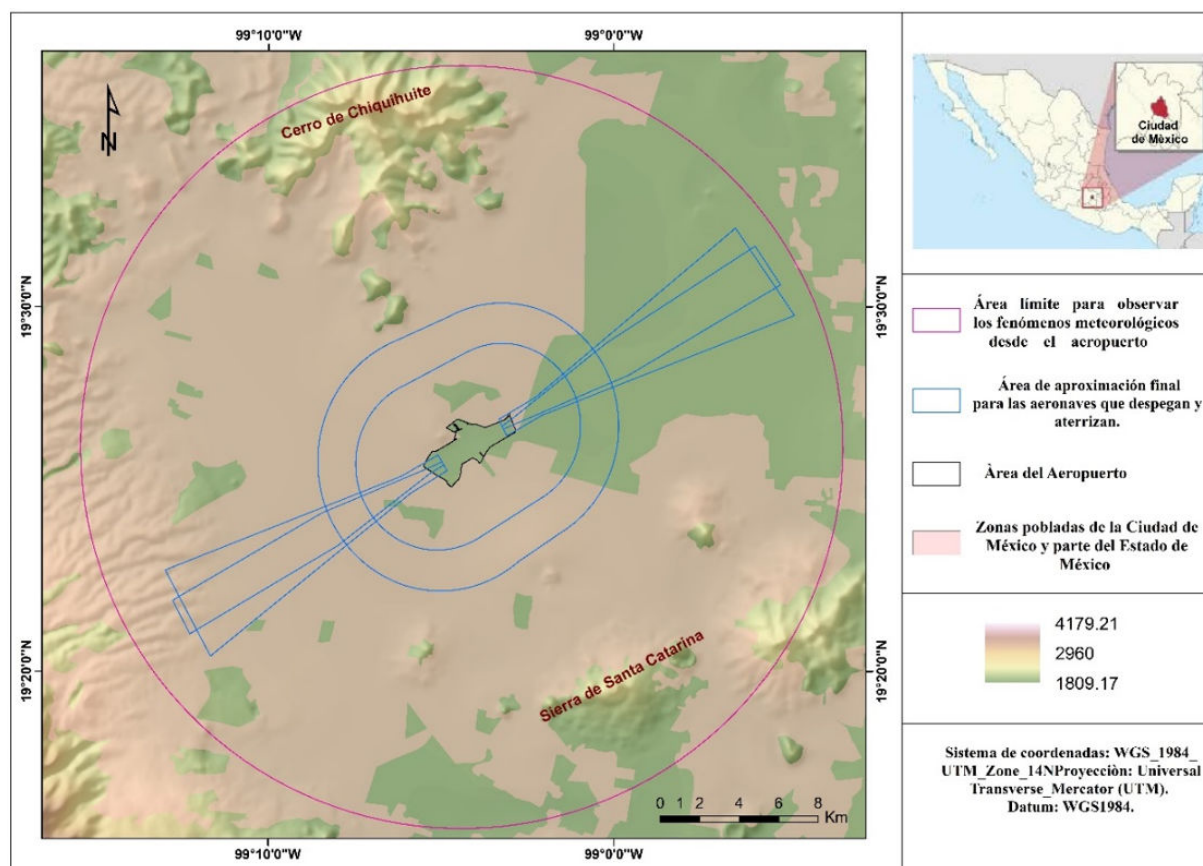 99°10'0"W
99°0'0"W
19°30'0"N
19°30'0"N
19°20'0"N
19°20'0"N
N
Cerro de Chiquihuite
Sierra de Santa Catarina
0 1 2 4 6 8
Km
99°10'0"W
99°0'0"W
Ciudad
de Mèxico
Área límite para observar
los fenómenos meteorológicos
desde el aeropuerto
Área de aproximación final
para las aeronaves que despegan y
aterrizan.
Àrea del Aeropuerto
Zonas pobladas de la Ciudad de
México y parte del Estado de
México
4179.21
2960
1809.17
Sistema de coordenadas: WGS_1984_
UTM_Zone_14NProyecciòn: Universal
Transverse_Mercator (UTM).
Datum: WGS1984.